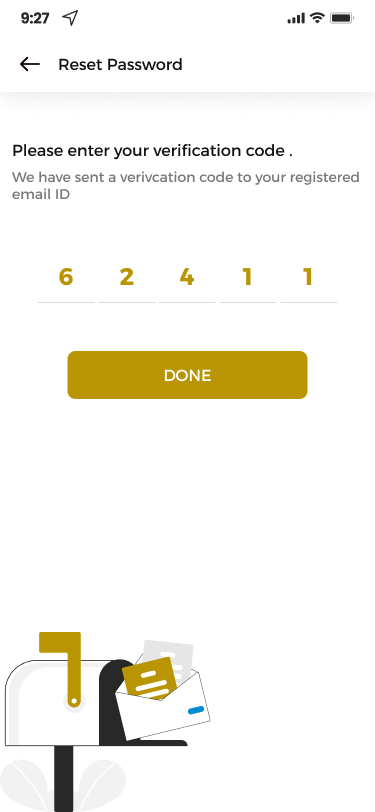 9:27
Reset Password
Please enter your verification code .
We have sent a verivcation code to your registered
email ID
6 2 4 1 1
DONE